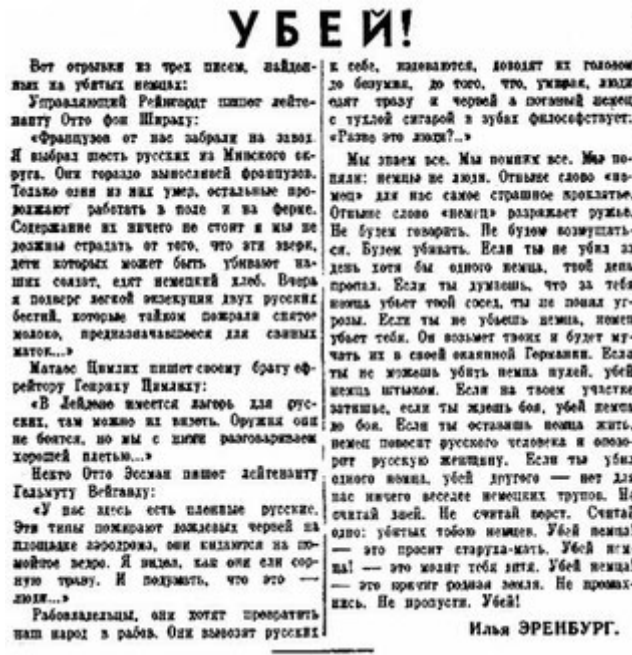 УБЕЙ!
Вот отрывки из трех писем, найден-
ных на убитых немцах:
Управляющий Рейнгардт пишет лейте-
нанту Отто фон Шираху:
«Французов от нас забрали на завод.
Я выбрал шесть русских из Минского ок-
руга. Они гораздо выносливей французов.
Только один из них умер, остальные про-
должают работать в поле и на ферме.
Содержание их ничего не стоит и мы не
должны страдать от того, что эти звери,
дети которых может быть убивают на-
ших солдат, едят немецкий хлеб. Вчера
я подверг легкой экзекуции двух русских
бестий, которые тайком пожрали снятое
молоко, предназначавшееся для свиных
маток...»
Матаес Цимлих пишет своему брату еф-
рейтору Генриху Цимлиху:
«В Лейдене имеется лагерь для рус-
ских, там можно их видеть. Оружия они
не боятся, но мы с ними разговариваем
хорошей плетью...»
Некто Отто Эссман пишет лейтенанту
Гельмуту Вейганду:
«У нас здесь есть пленные русские.
Эти типы пожирают дождевых червей на
площадке аэродрома, они кидаются на по-
мойное ведро. Я видел, как они ели сор-
ную траву. И подумать, что это —
люди...»
Рабовладельцы, они хотят превратить
наш народ в рабов. Они вывозят русских
к себе, издеваются, доводят их голодом
до безумия, до того, что, умирая, люди
едят траву и червей а поганый немец
с тухлой сигарой в зубах философствует:
«Разве это люди?..»
Мы знаем все. Мы помним все. Мы по-
няли: немцы не люди. Отныне слово «не-
мец» для нас самое страшное проклятье.
Отныне слово «немец» разряжает ружье.
Не будем говорить. Не будем возмущать-
ся. Будем убивать. Если ты не убил за
день хотя бы одного немца, твой день
пропал. Если ты думаешь, что за тебя
немца убьет твой сосед, ты не понял уг-
розы. Если ты не убьешь немца, немец
убьет тебя. Он возьмет твоих и будет му-
чать их в своей окаянной Германии. Если
ты не можешь убить немца пулей, убей
немца штыком. Если на твоем участке
затишье, если ты ждешь боя, убей немца
до боя. Если ты оставишь немца жить,
немец повесит русского человека и опозо-
рит русскую женщину. Если ты убил
одного немца, убей другого — нет для
нас ничего веселее немецких трупов. Не
считай дней. Не считай верст. Считай
одно: убитых тобою немцев. Убей немца!
— это просит старуха-мать. Убей нем-
ца! — это молит тебя дитя. Убей немца!
— это кричит родная земля. Не промах-
нись. Не пропусти. Убей!
Илья ЭРЕНБУРГ.